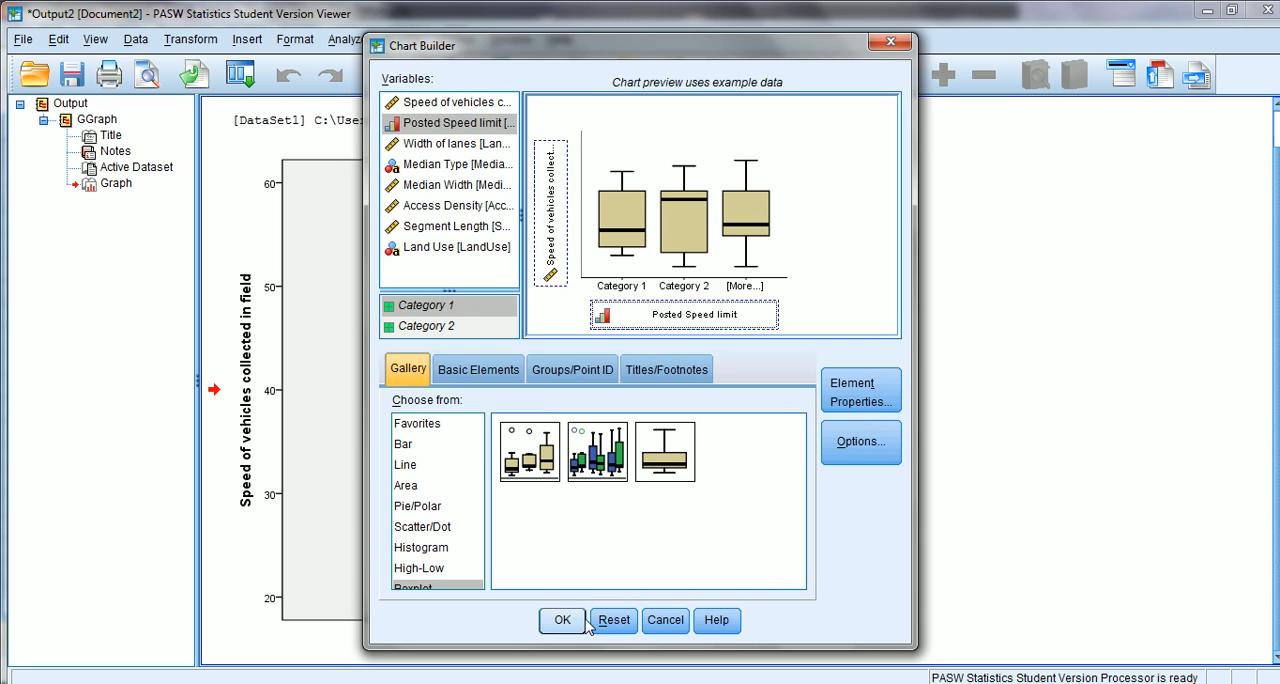 *Output2 [Document2] - PASW Statistics Student Version Viewer
File Edit View Data Transform Insert Format Analyz
Output
GGraph
Title
Notes
Active Dataset
Graph
[DataSet1] C:\User
60
50
40
30
20
Speed of vehicles collected in field
Chart Builder
Variables:
Chart preview uses example data
Speed of vehicles c...
Posted Speed limit [...
Width of lanes [Lan...
Median Type [Media...
Median Width [Medi...
Access Density [Acc...
Segment Length [S...
Land Use [LandUse]
Category 1
Category 2
Speed of vehicles collect...
Category 1 Category 2 [More...]
Posted Speed limit
Gallery Basic Elements Groups/Point ID Titles/Footnotes
Choose from:
Favorites
Bar
Line
Area
Pie/Polar
Scatter/Dot
Histogram
High-Low
Boxplot
Element
Properties...
Options...
OK Reset Cancel Help
PASW Statistics Student Version Processor is ready